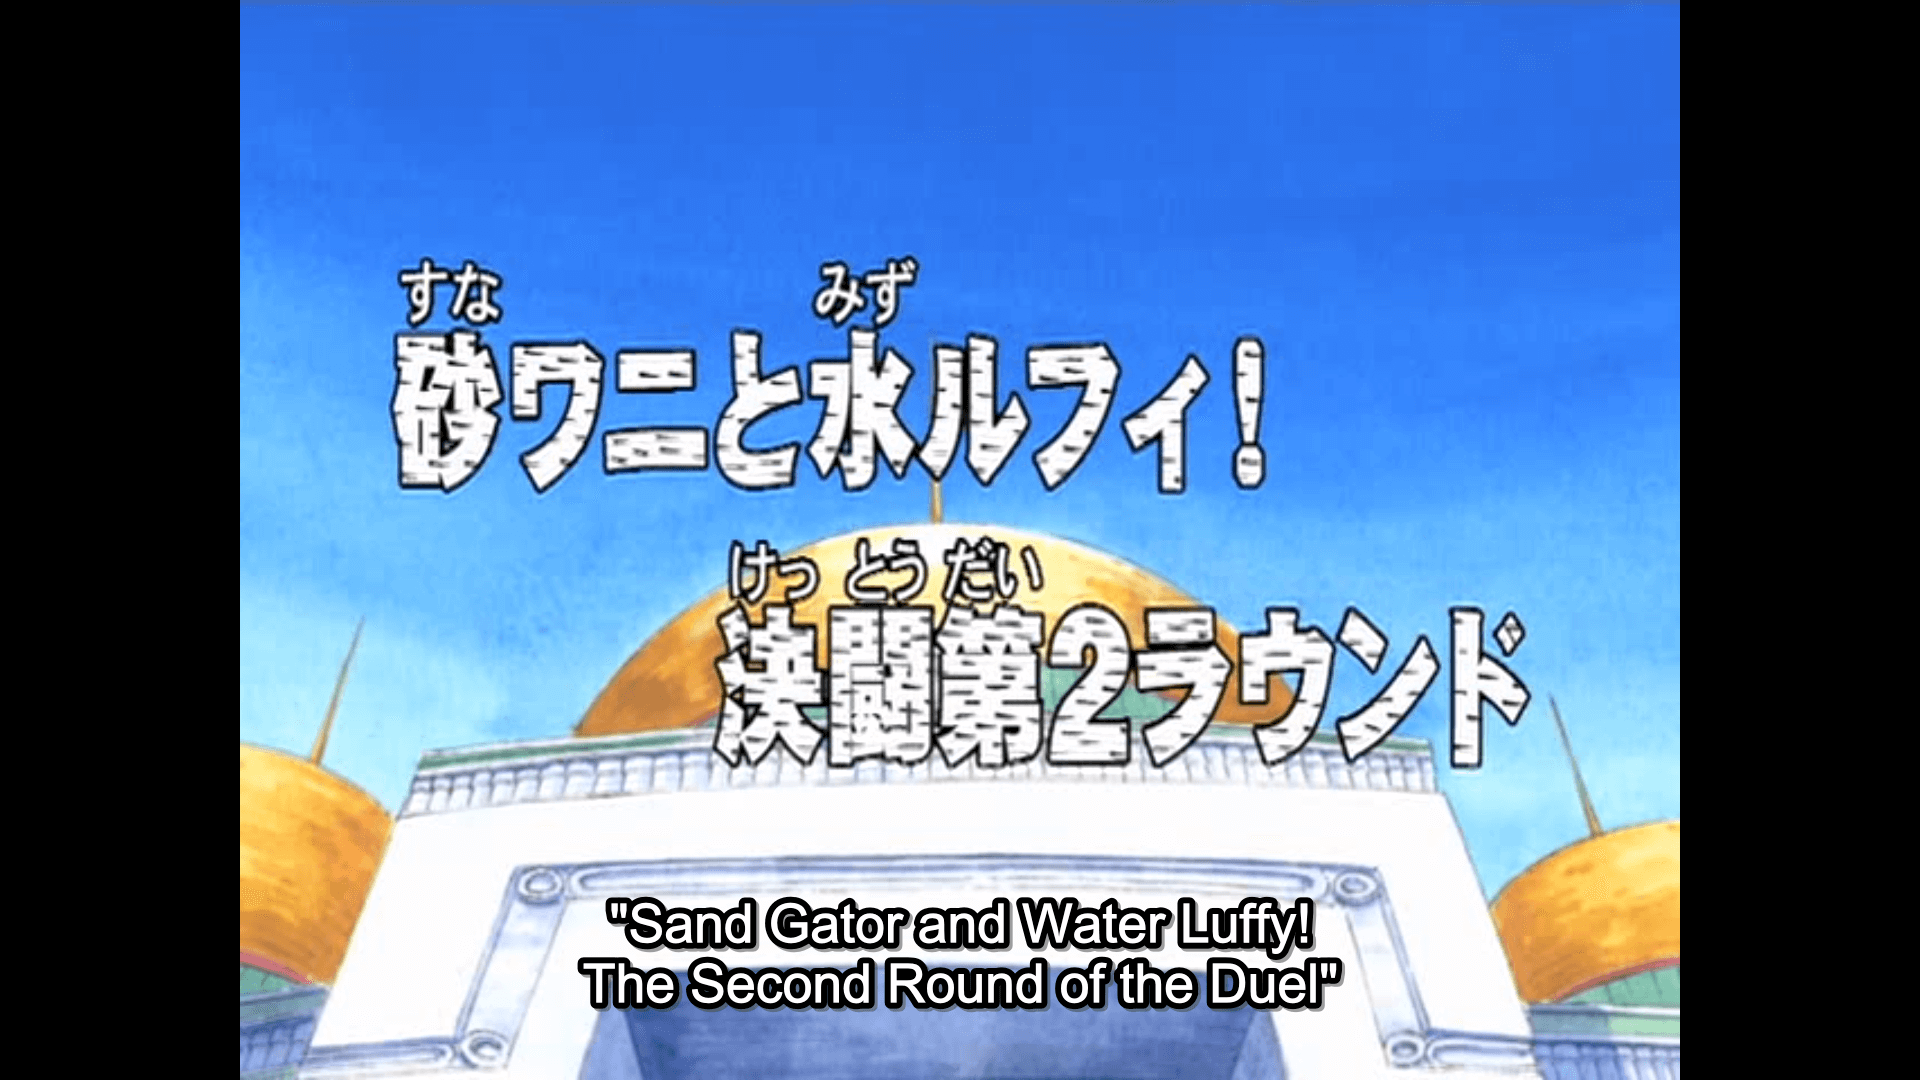 すな みず
砂ワニと水ルフィ!
けっ とう だい
決闘第2ラウンド
"Sand Gator and Water Luffy!
The Second Round of the Duel"